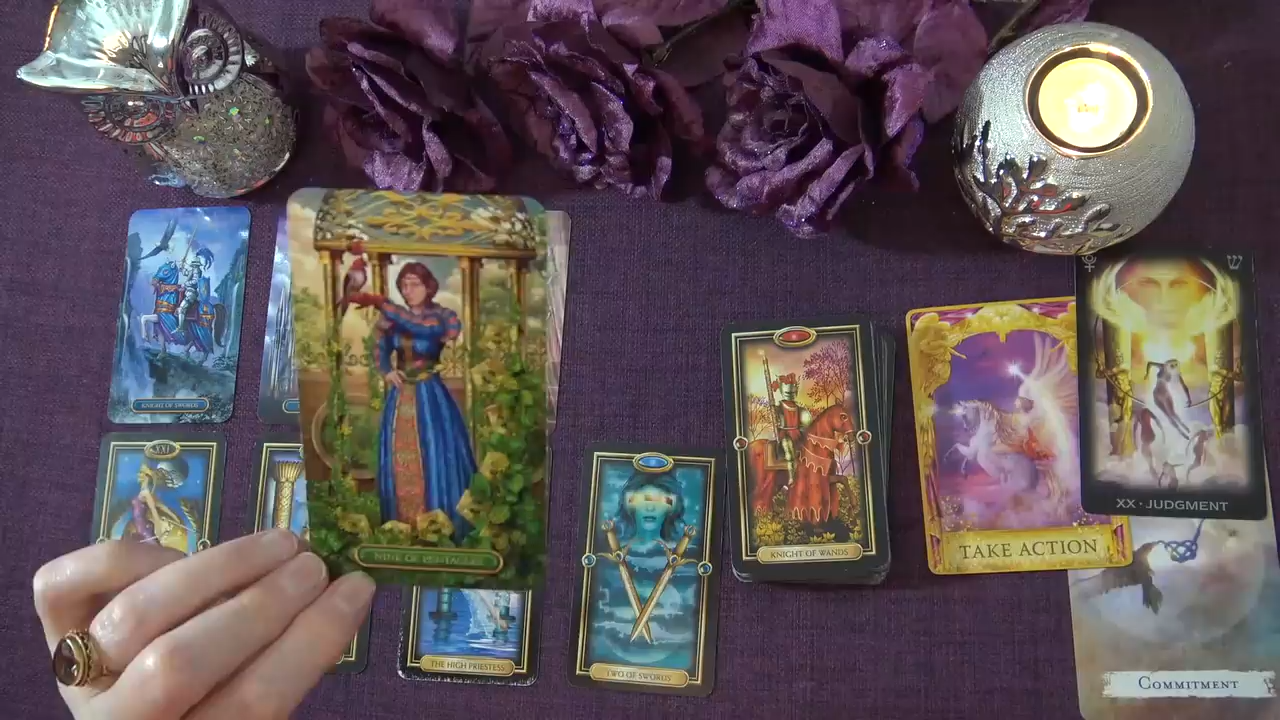 KNIGHT OF SWORDS
NINE OF PENTACLES
XXI
THE HIGH PRIESTESS
TWO OF SWORDS
KNIGHT OF WANDS
TAKE ACTION
ש
XX · JUDGMENT
COMMITMENT